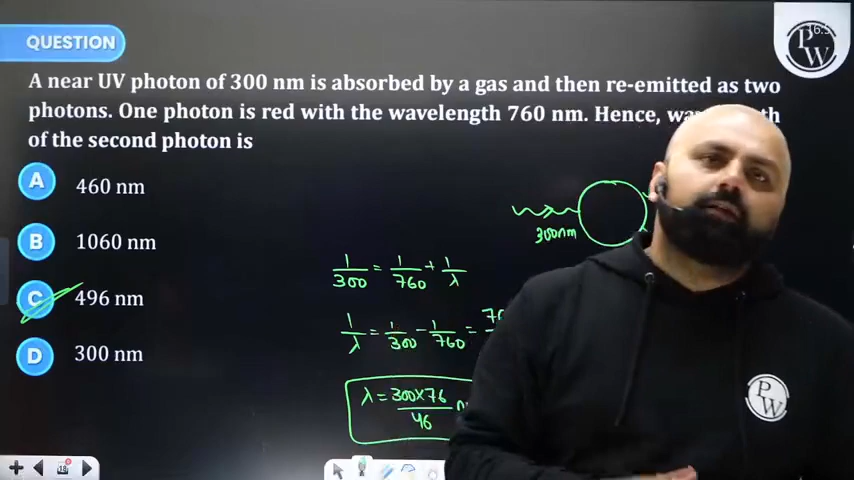 QUESTION
A near UV photon of 300 nm is absorbed by a gas and then re-emitted as two
photons. One photon is red with the wavelength 760 nm. Hence,
of the second photon is
A 460 nm
B 1060 nm
C 496 nm
D 300 nm
300nm
1/300 = 1/760 + 1/λ
1/λ = 1/300 - 1/760 =
λ = 300×76/46
PW
PW